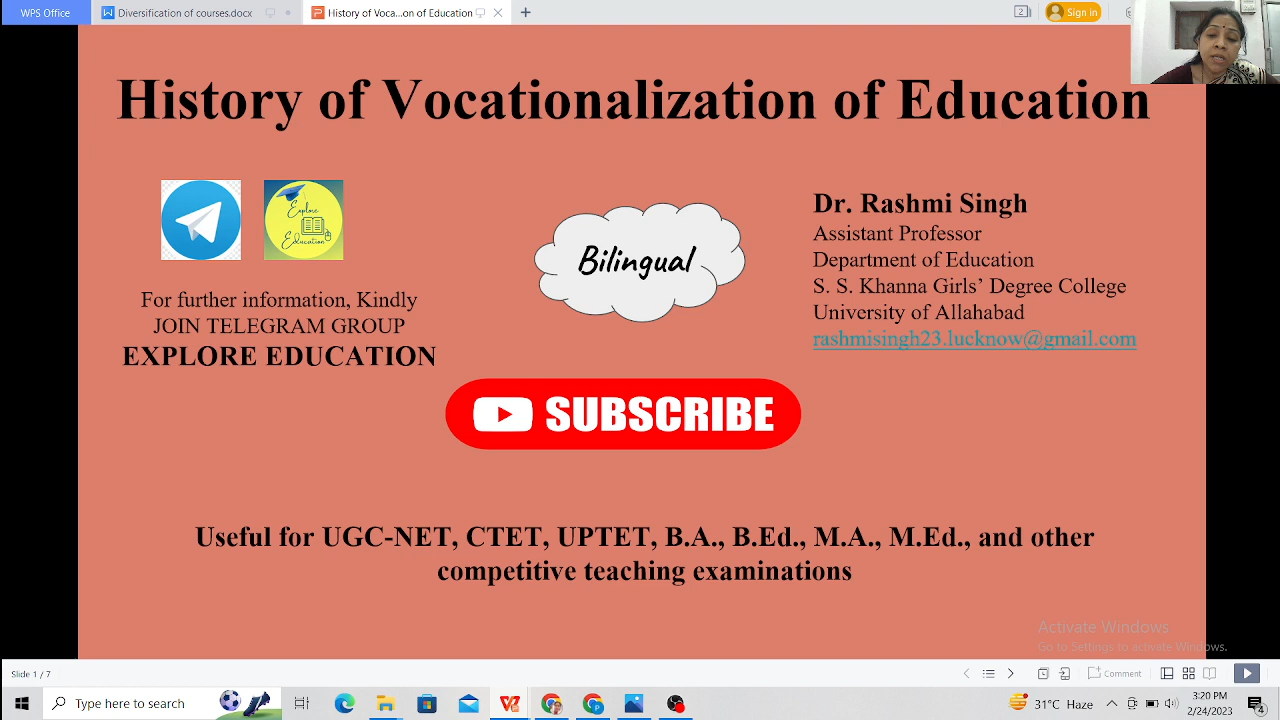 WPS Office
Diversification of courses.docx
History of Voca...on of Education
2
Sign in
History of Vocationalization of Education
Explore
Education
For further information, Kindly
JOIN TELEGRAM GROUP
EXPLORE EDUCATION
Bilingual
Dr. Rashmi Singh
Assistant Professor
Department of Education
S. S. Khanna Girls’ Degree College
University of Allahabad
rashmisingh23.lucknow@gmail.com
SUBSCRIBE
Useful for UGC-NET, CTET, UPTET, B.A., B.Ed., M.A., M.Ed., and other
competitive teaching examinations
Activate Windows
Go to Settings to activate Windows.
Slide 1 / 7
Comment
Type here to search
31°C Haze
3:20 PM
2/24/2023
4